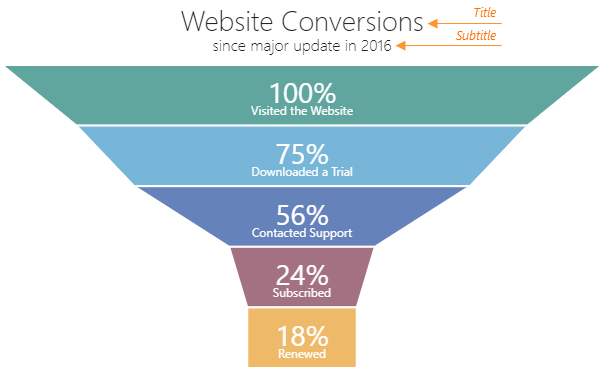 Website Conversions
Title
since major update in 2016
Subtitle
100%
Visited the Website
75%
Downloaded a Trial
56%
Contacted Support
24%
Subscribed
18%
Renewed